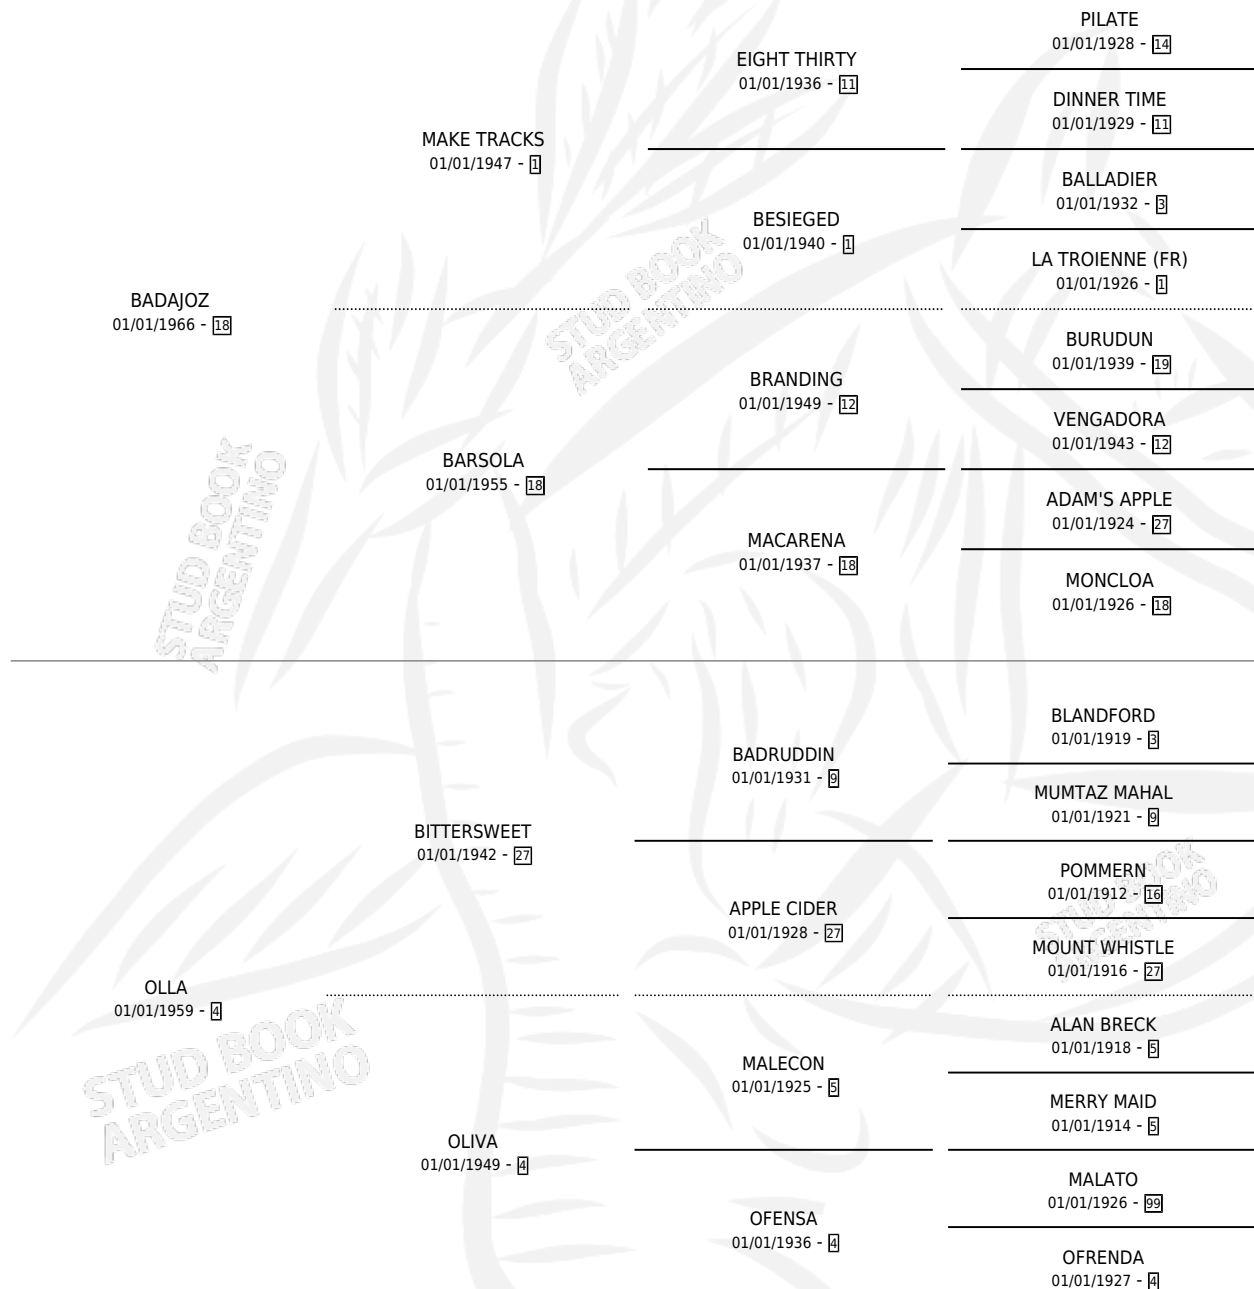 BADAJOZ
01/01/1966 - 18
MAKE TRACKS
01/01/1947 - 1
EIGHT THIRTY
01/01/1936 - 11
PILATE
01/01/1928 - 14
DINNER TIME
01/01/1929 - 11
BESIEGED
01/01/1940 - 1
BALLADIER
01/01/1932 - 3
LA TROIENNE (FR)
01/01/1926 - 1
BARSOLA
01/01/1955 - 18
BRANDING
01/01/1949 - 12
BURUDUN
01/01/1939 - 19
VENGADORA
01/01/1943 - 12
MACARENA
01/01/1937 - 18
ADAM'S APPLE
01/01/1924 - 27
MONCLOA
01/01/1926 - 18
OLLA
01/01/1959 - 4
BITTERSWEET
01/01/1942 - 27
BADRUDDIN
01/01/1931 - 9
BLANDFORD
01/01/1919 - 3
MUMTAZ MAHAL
01/01/1921 - 9
APPLE CIDER
01/01/1928 - 27
POMMERN
01/01/1912 - 16
MOUNT WHISTLE
01/01/1916 - 27
OLIVA
01/01/1949 - 4
MALECON
01/01/1925 - 5
ALAN BRECK
01/01/1918 - 5
MERRY MAID
01/01/1914 - 5
OFENSA
01/01/1936 - 4
MALATO
01/01/1926 - 99
OFRENDA
01/01/1927 - 4
STUD BOOK
ARGENTINO
STUD BOOK
ARGENTINO
STUD BOOK
ARGENTINO
STUD BOOK
ARGENTINO